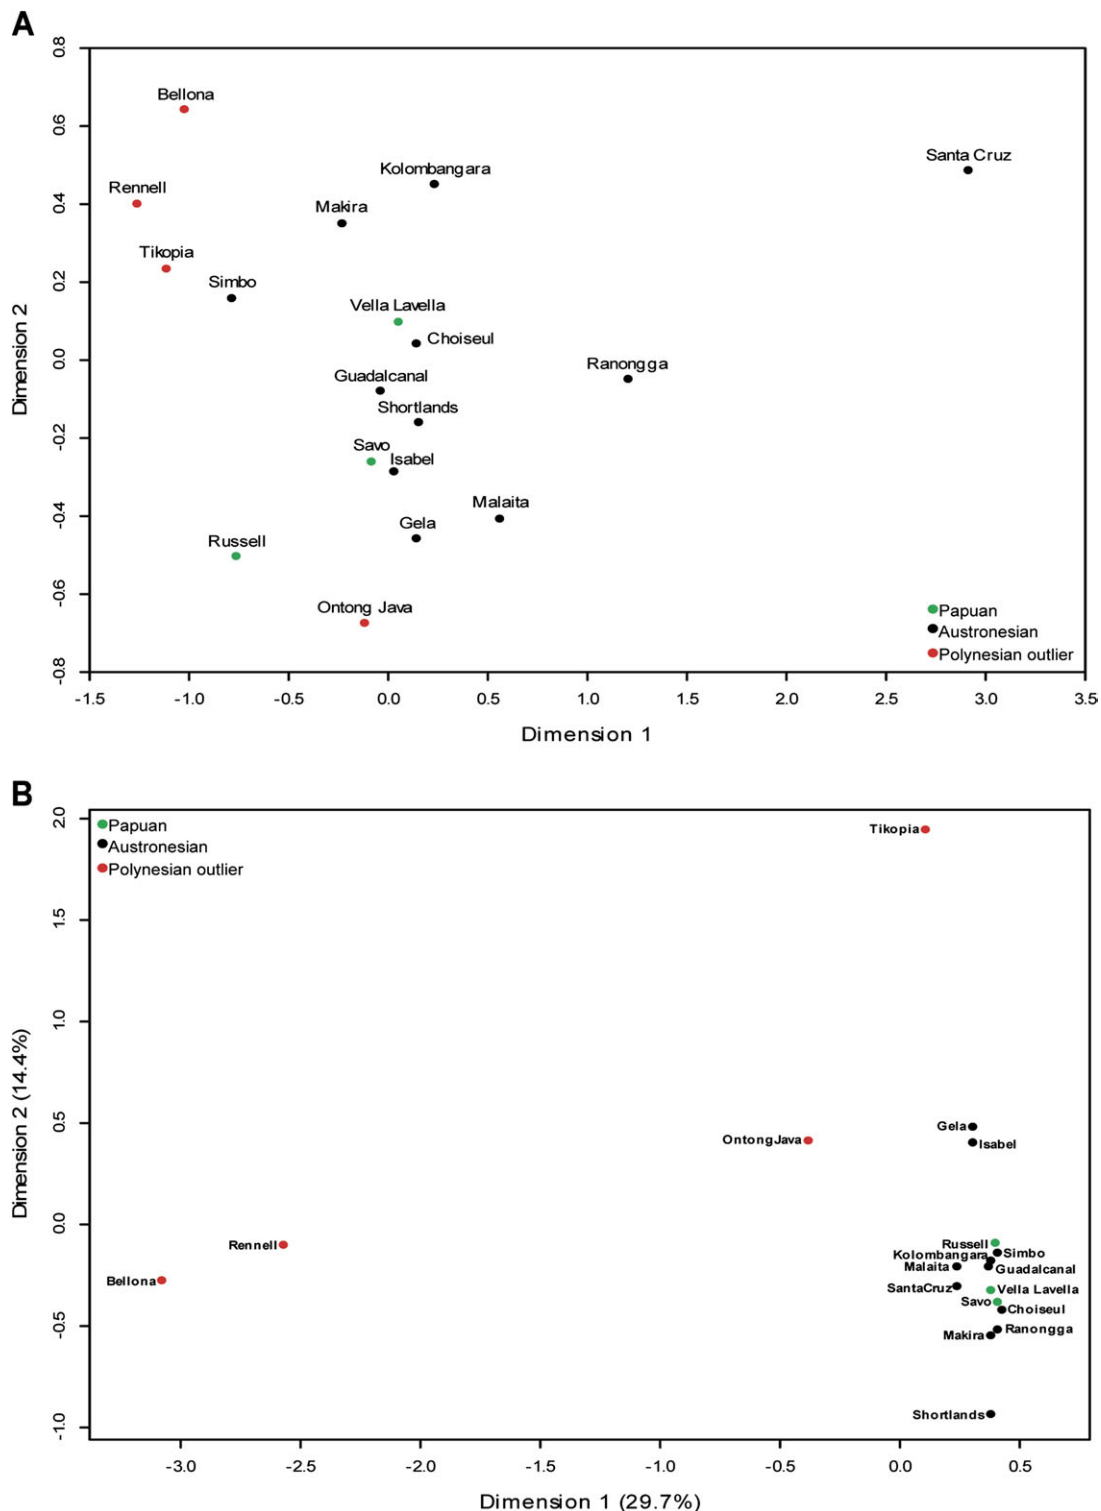 A
0.8
Bellona
0.6
Santa Cruz
Kolombangara
Rennell
0.4
Makira
Tikopia
Simbo
0.2
Vella Lavella
Choiseul
Dimension 2
0.0
Ranongga
Guadalcanal
Shortlands
-0.2
Savo
Isabel
Malaita
-0.4
Gela
Russell
-0.6
Ontong Java
Papuan
Austronesian
Polynesian outlier
-0.8
-1.5 -1.0 -0.5 0.0 0.5 1.0 1.5 2.0 2.5 3.0 3.5
Dimension 1
B
2.0
Papuan
Austronesian
Polynesian outlier
Tikopia
1.5
1.0
Dimension 2 (14.4%)
0.5
Gela
Isabel
OntongJava
0.0
Rennell
Russell
Kolombangara Simbo
Malaita Guadalcanal
Bellona
SantaCruz Vella Lavella
Savo Choiseul
-0.5
Makira Ranongga
Shortlands
-1.0
-3.0 -2.5 -2.0 -1.5 -1.0 -0.5 0.0 0.5
Dimension 1 (29.7%)